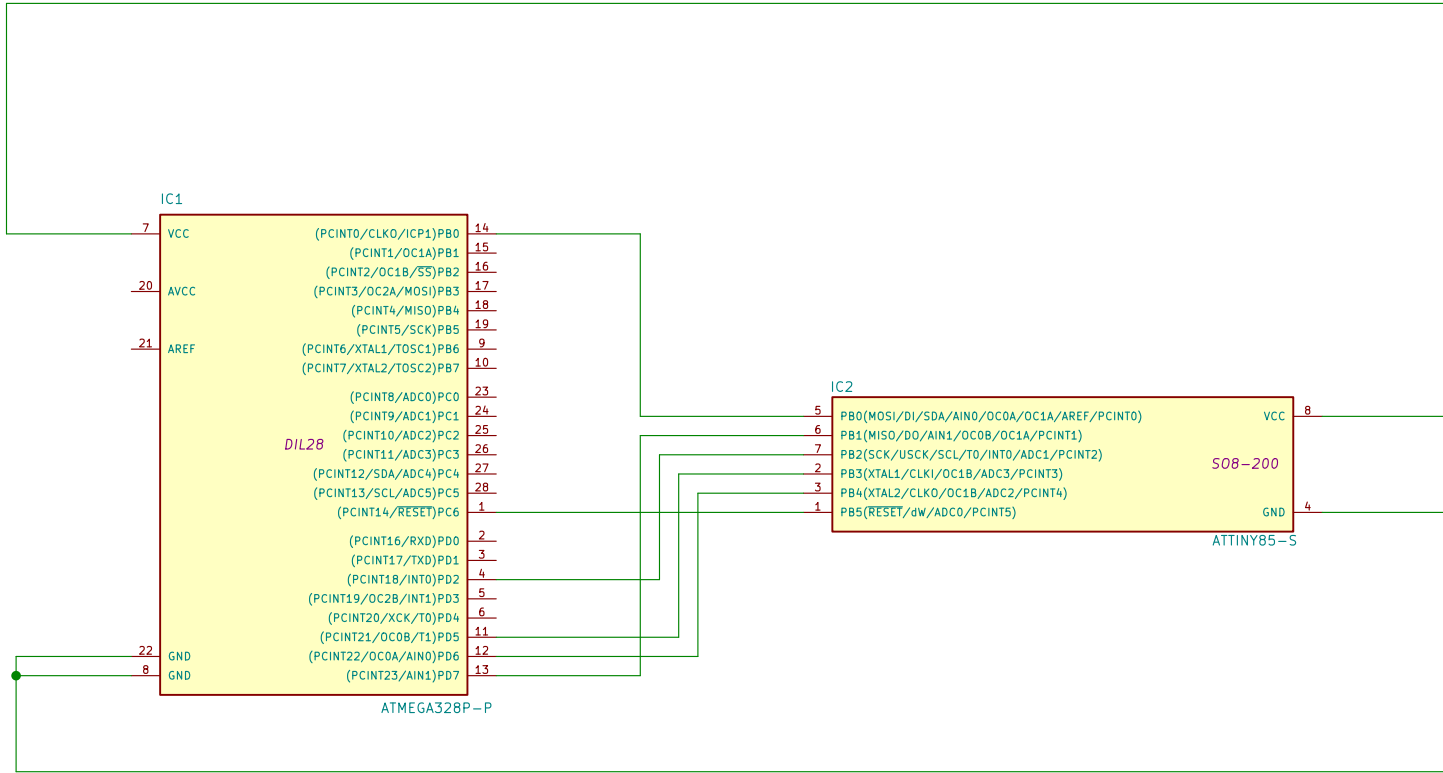 IC1
7 VCC (PCINT0/CLKO/ICP1)PB0 14
(PCINT1/OC1A)PB1 15
(PCINT2/OC1B/SS)PB2 16
20 AVCC (PCINT3/OC2A/MOSI)PB3 17
(PCINT4/MISO)PB4 18
(PCINT5/SCK)PB5 19
21 AREF (PCINT6/XTAL1/TOSC1)PB6 9
(PCINT7/XTAL2/TOSC2)PB7 10
(PCINT8/ADC0)PC0 23
(PCINT9/ADC1)PC1 24
(PCINT10/ADC2)PC2 25
DIL28
(PCINT11/ADC3)PC3 26
(PCINT12/SDA/ADC4)PC4 27
(PCINT13/SCL/ADC5)PC5 28
(PCINT14/RESET)PC6 1
(PCINT16/RXD)PD0 2
(PCINT17/TXD)PD1 3
(PCINT18/INT0)PD2 4
(PCINT19/OC2B/INT1)PD3 5
(PCINT20/XCK/T0)PD4 6
(PCINT21/OC0B/T1)PD5 11
22 GND (PCINT22/OC0A/AIN0)PD6 12
8 GND (PCINT23/AIN1)PD7 13
ATMEGA328P-P
IC2
5 PB0(MOSI/DI/SDA/AIN0/OC0A/OC1A/AREF/PCINT0) VCC 8
6 PB1(MISO/DO/AIN1/OC0B/OC1A/PCINT1)
7 PB2(SCK/USCK/SCL/T0/INT0/ADC1/PCINT2)
SO8-200
2 PB3(XTAL1/CLKI/OC1B/ADC3/PCINT3)
3 PB4(XTAL2/CLKO/OC1B/ADC2/PCINT4)
1 PB5(RESET/dW/ADC0/PCINT5) GND 4
ATTINY85-S